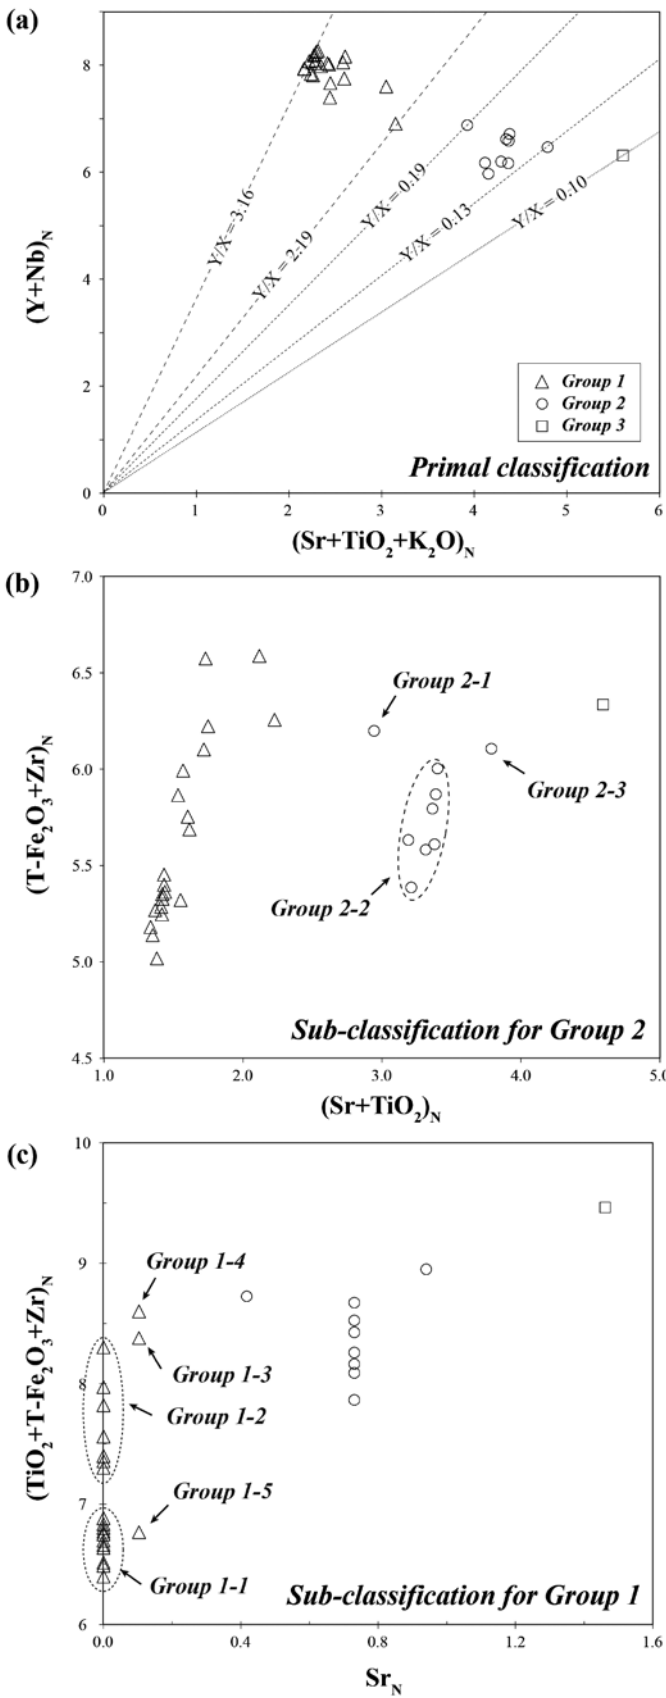 (a)
8
6
4
2
0
(Y+Nb)N
Y/X = 3.16
Y/X = 2.19
Y/X = 0.19
Y/X = 0.13
Y/X = 0.10
Group 1
Group 2
Group 3
Primal classification
0 1 2 3 4 5 6
(Sr+TiO2+K2O)N
(b)
7.0
6.5
6.0
5.5
5.0
4.5
(T-Fe2O3+Zr)N
Group 2-1
Group 2-3
Group 2-2
Sub-classification for Group 2
1.0 2.0 3.0 4.0 5.0
(Sr+TiO2)N
(c)
10
9
8
7
6
(TiO2+T-Fe2O3+Zr)N
Group 1-4
Group 1-3
Group 1-2
Group 1-5
Group 1-1
Sub-classification for Group 1
0.0 0.4 0.8 1.2 1.6
SrN